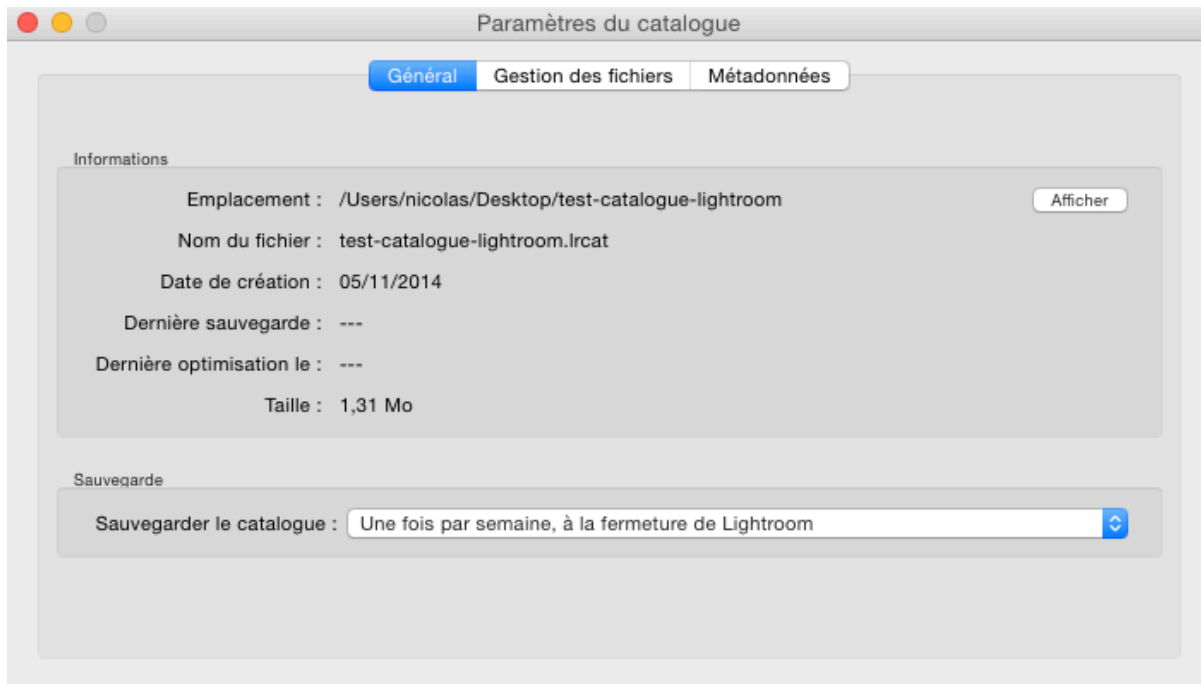 Paramètres du catalogue
Général Gestion des fichiers Métadonnées
Informations
Emplacement : /Users/nicolas/Desktop/test-catalogue-lightroom Afficher
Nom du fichier : test-catalogue-lightroom.lrcat
Date de création : 05/11/2014
Dernière sauvegarde : ---
Dernière optimisation le : ---
Taille : 1,31 Mo
Sauvegarde
Sauvegarder le catalogue : Une fois par semaine, à la fermeture de Lightroom